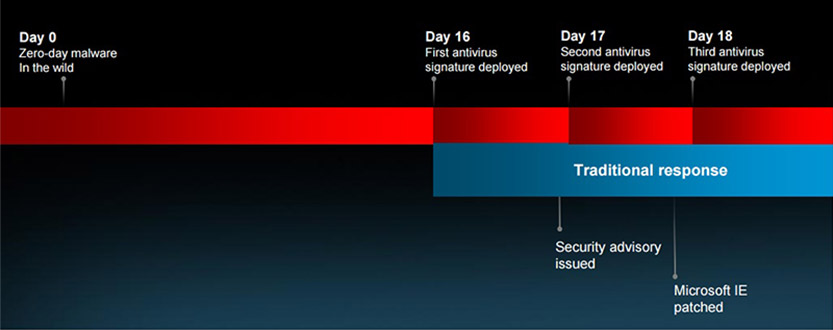 Day 0
Zero-day malware
In the wild
Day 16
First antivirus
signature deployed
Day 17
Second antivirus
signature deployed
Day 18
Third antivirus
signature deployed
Traditional response
Security advisory
issued
Microsoft IE
patched